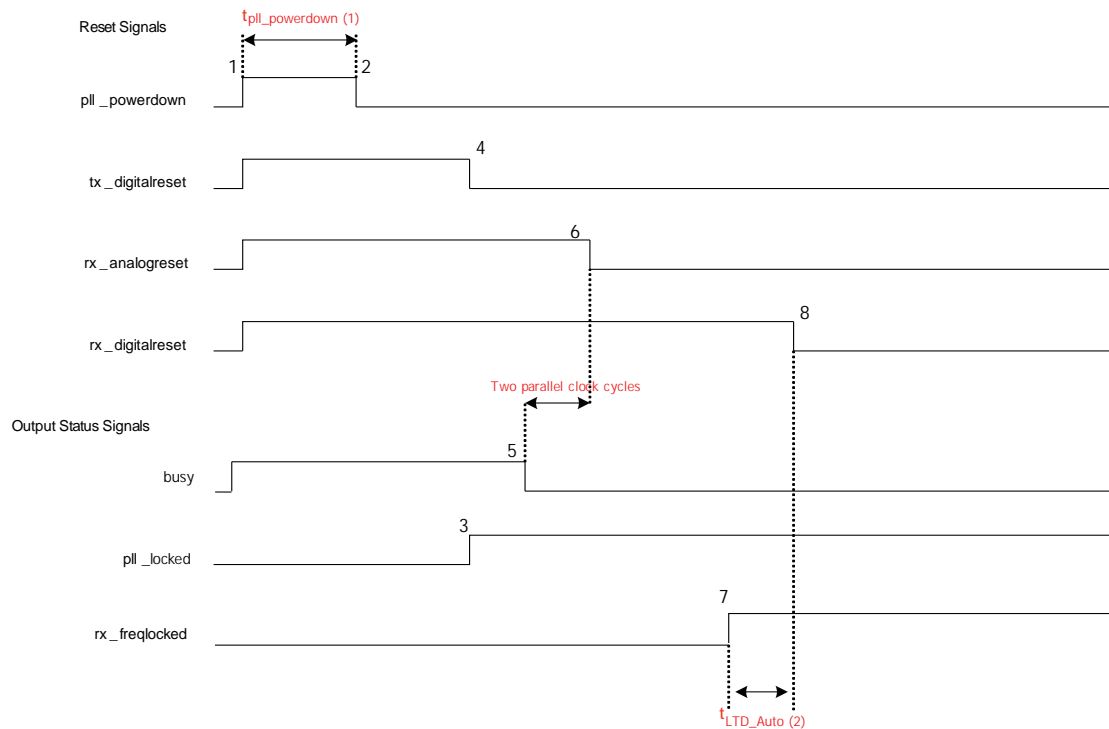 Reset Signals
tpll_powerdown (1)
1
2
pll _powerdown
4
tx _digitalreset
6
rx _analogreset
8
rx _digitalreset
Two parallel clock cycles
Output Status Signals
5
busy
3
pll _locked
7
rx _freqlocked
tLTD_Auto (2)